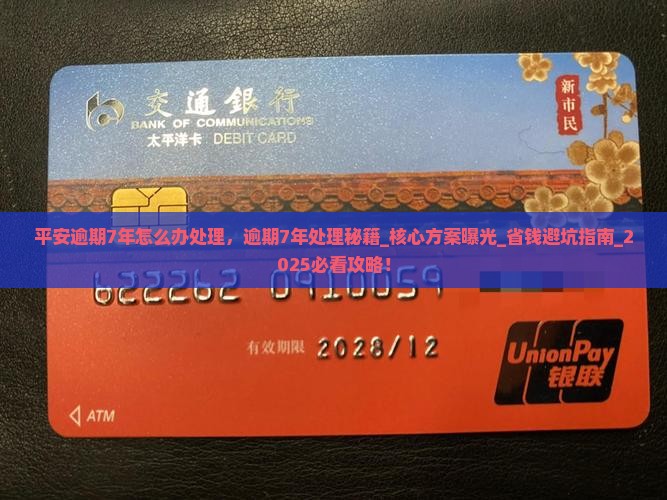 交通銀行
BANK OF COMMUNICATIONS
太平洋卡 DEBIT CARD
新市民
平安逾期7年怎么办处理，逾期7年处理秘籍_核心方案曝光_省钱避坑指南_2
025必看攻略！
有效期限 2028/12
UnionPay
银联
ATM